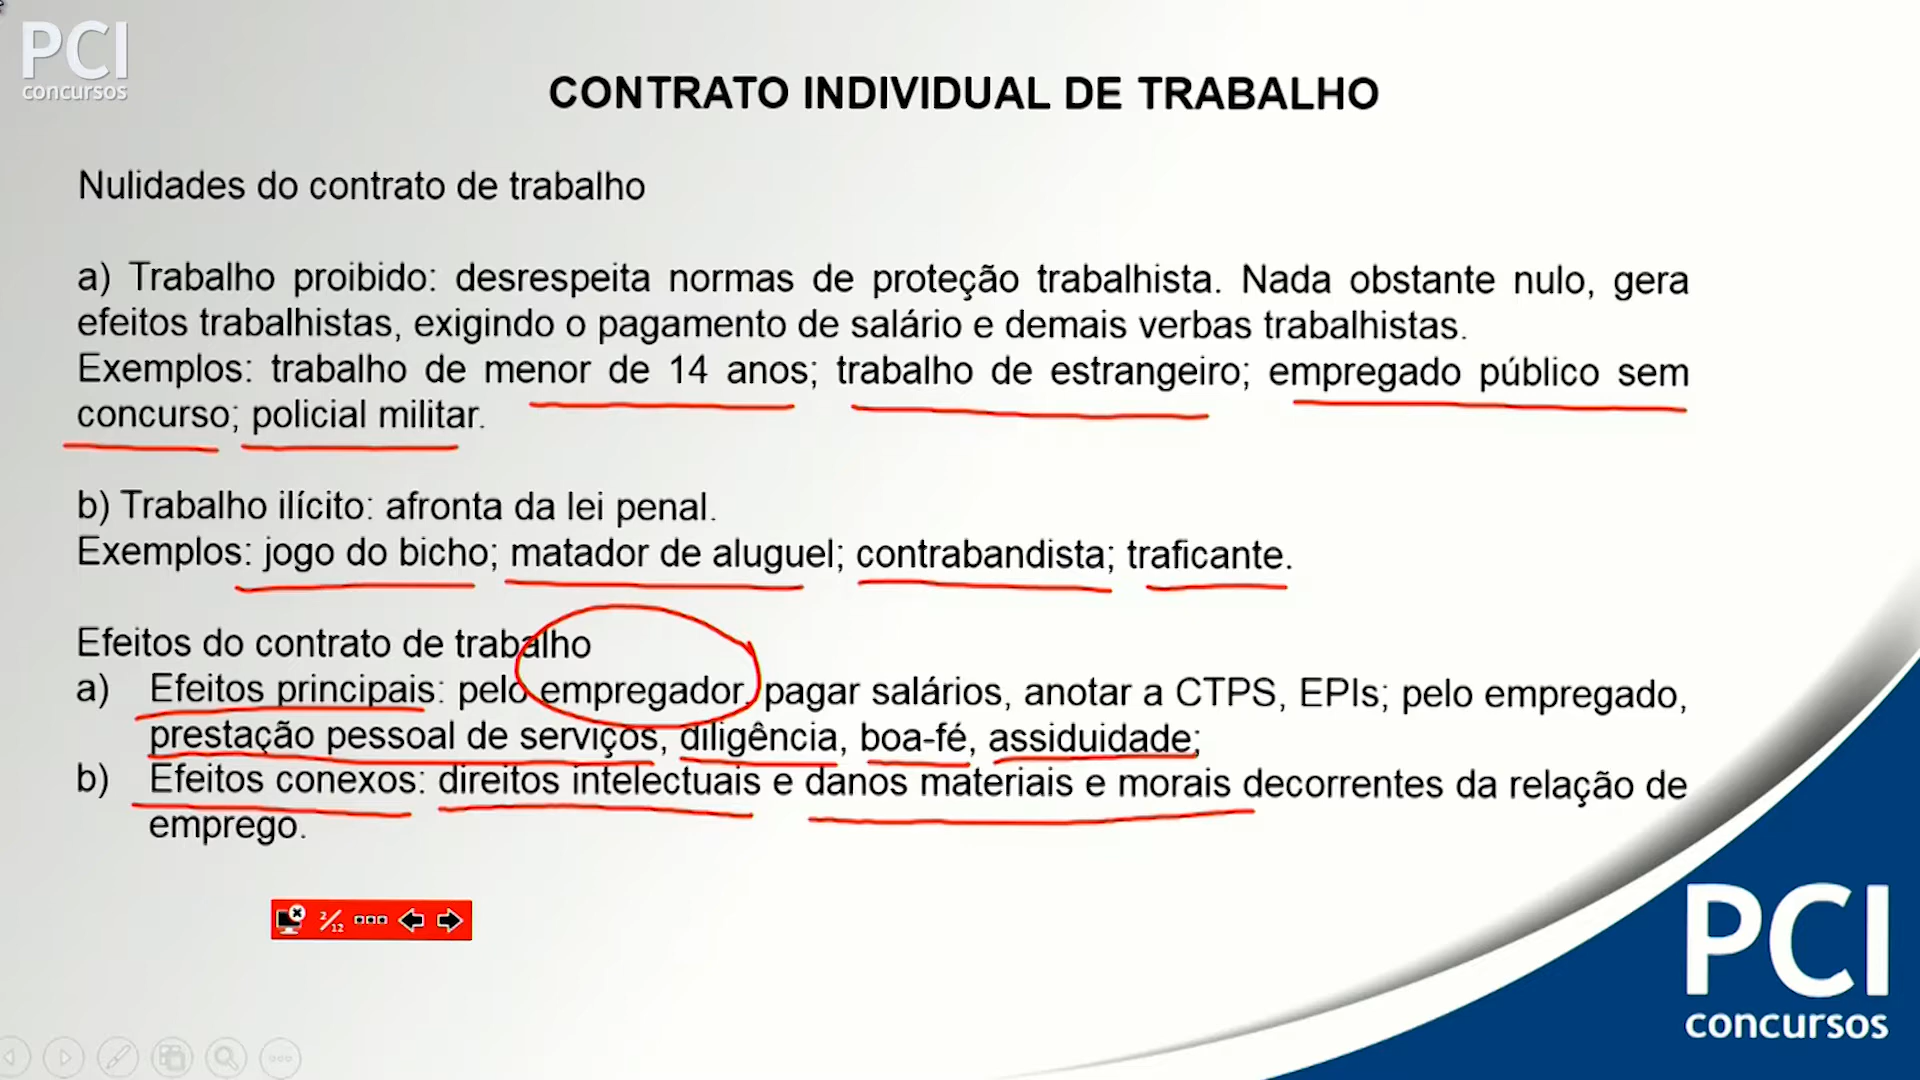 PCI
concursos
CONTRATO INDIVIDUAL DE TRABALHO
Nulidades do contrato de trabalho
a) Trabalho proibido: desrespeita normas de proteção trabalhista. Nada obstante nulo, gera
efeitos trabalhistas, exigindo o pagamento de salário e demais verbas trabalhistas.
Exemplos: trabalho de menor de 14 anos; trabalho de estrangeiro; empregado público sem
concurso; policial militar.
b) Trabalho ilícito: afronta da lei penal.
Exemplos: jogo do bicho; matador de aluguel; contrabandista; traficante.
Efeitos do contrato de trabalho
a) Efeitos principais: pelo empregador, pagar salários, anotar a CTPS, EPIs; pelo empregado,
prestação pessoal de serviços, diligência, boa-fé, assiduidade;
b) Efeitos conexos: direitos intelectuais e danos materiais e morais decorrentes da relação de
emprego.
2/12
PCI
concursos